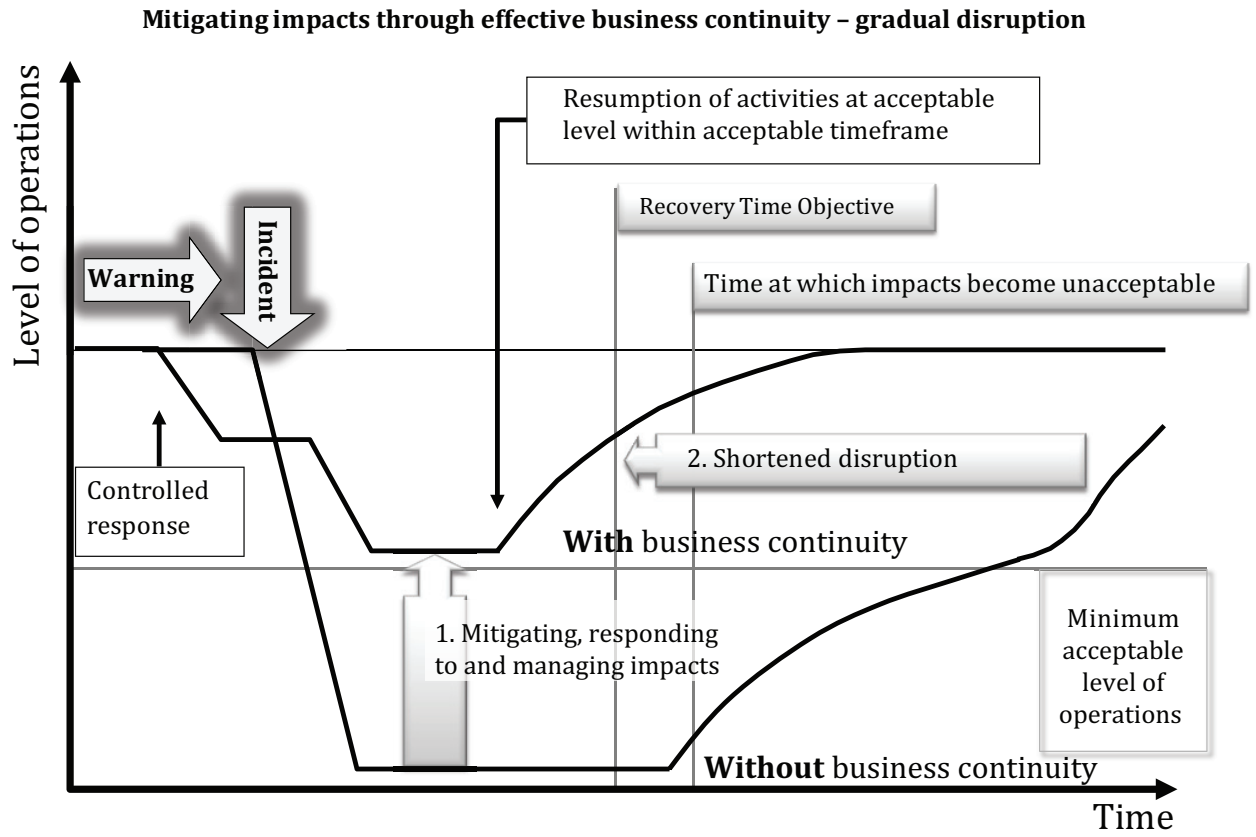 Mitigating impacts through effective business continuity – gradual disruption
Level of operations
Resumption of activities at acceptable
level within acceptable timeframe
Recovery Time Objective
Incident
Warning
Time at which impacts become unacceptable
2. Shortened disruption
Controlled
response
With business continuity
1. Mitigating, responding
to and managing impacts
Minimum
acceptable
level of
operations
Without business continuity
Time